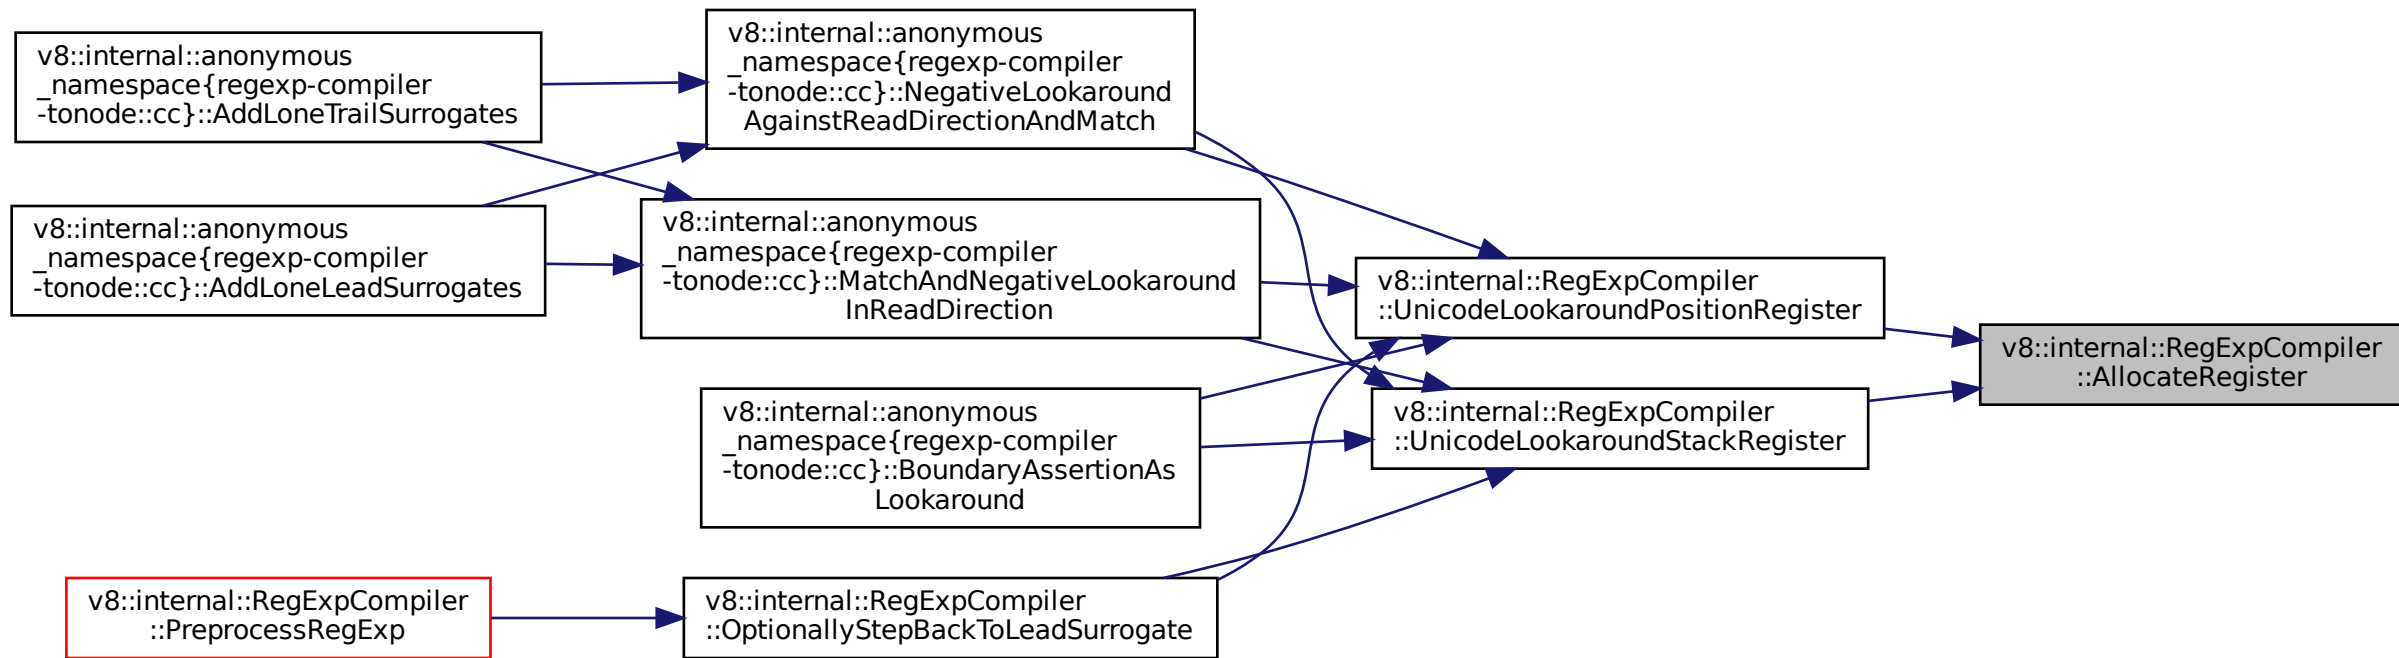 v8::internal::anonymous
_namespace{regexp-compiler
-tonode::cc}::AddLoneTrailSurrogates
v8::internal::anonymous
_namespace{regexp-compiler
-tonode::cc}::AddLoneLeadSurrogates
v8::internal::RegExpCompiler
::PreprocessRegExp
v8::internal::anonymous
_namespace{regexp-compiler
-tonode::cc}::NegativeLookaround
AgainstReadDirectionAndMatch
v8::internal::anonymous
_namespace{regexp-compiler
-tonode::cc}::MatchAndNegativeLookaround
InReadDirection
v8::internal::anonymous
_namespace{regexp-compiler
-tonode::cc}::BoundaryAssertionAs
Lookaround
v8::internal::RegExpCompiler
::OptionallyStepBackToLeadSurrogate
v8::internal::RegExpCompiler
::UnicodeLookaroundPositionRegister
v8::internal::RegExpCompiler
::UnicodeLookaroundStackRegister
v8::internal::RegExpCompiler
::AllocateRegister